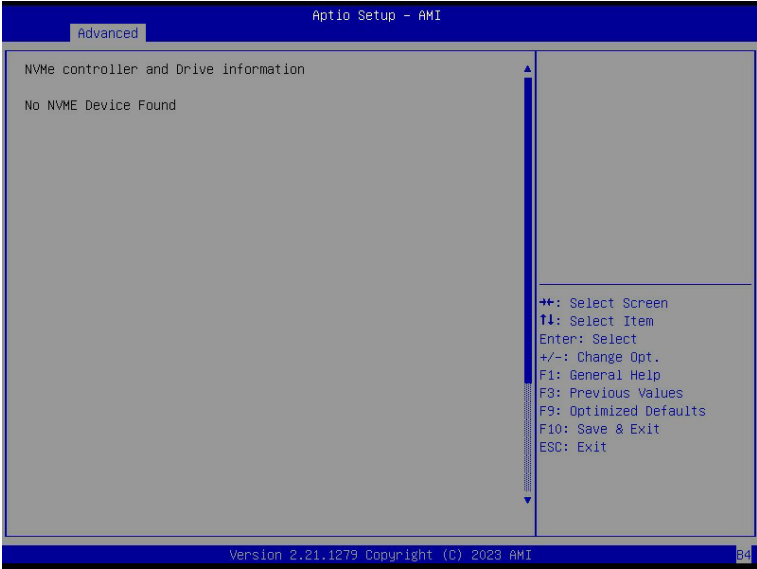 Aptio Setup – AMI
Advanced
NVMe controller and Drive information
No NVME Device Found
→←: Select Screen
↑↓: Select Item
Enter: Select
+/-: Change Opt.
F1: General Help
F3: Previous Values
F9: Optimized Defaults
F10: Save & Exit
ESC: Exit
Version 2.21.1279 Copyright (C) 2023 AMI
B4